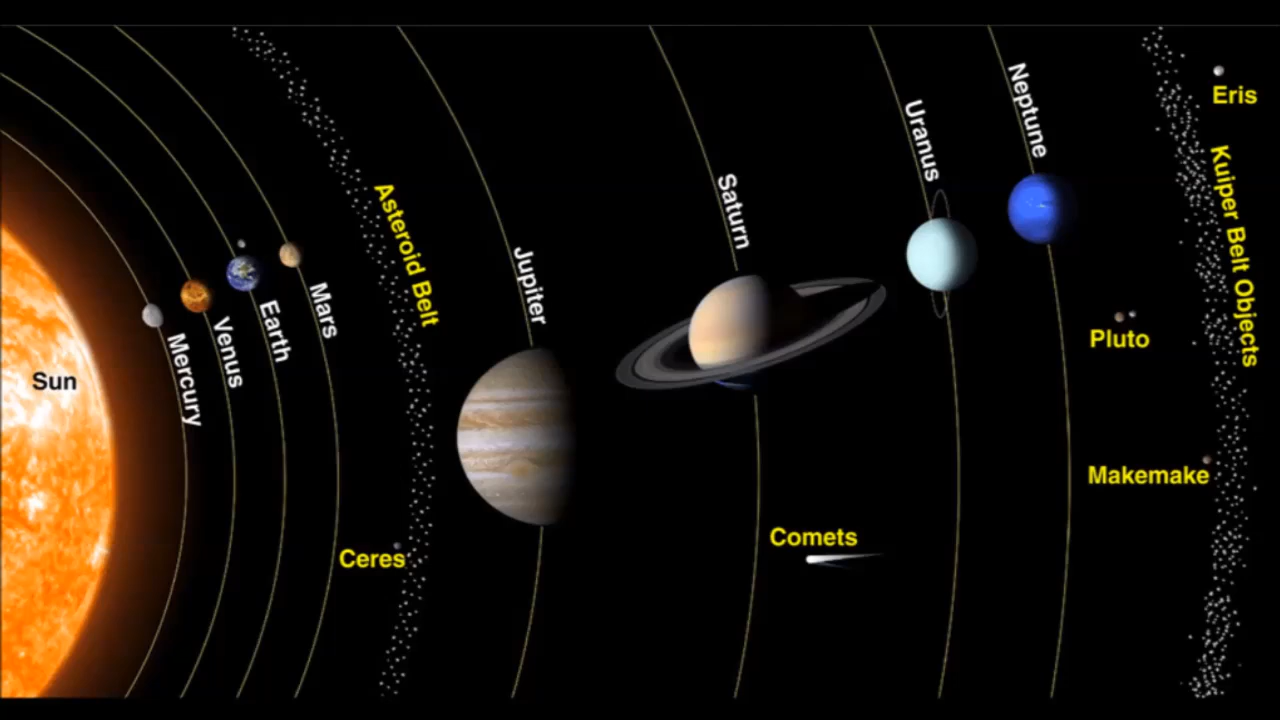 Sun
Mercury
Venus
Earth
Mars
Asteroid Belt
Ceres
Jupiter
Saturn
Comets
Uranus
Neptune
Pluto
Makemake
Eris
Kuiper Belt Objects